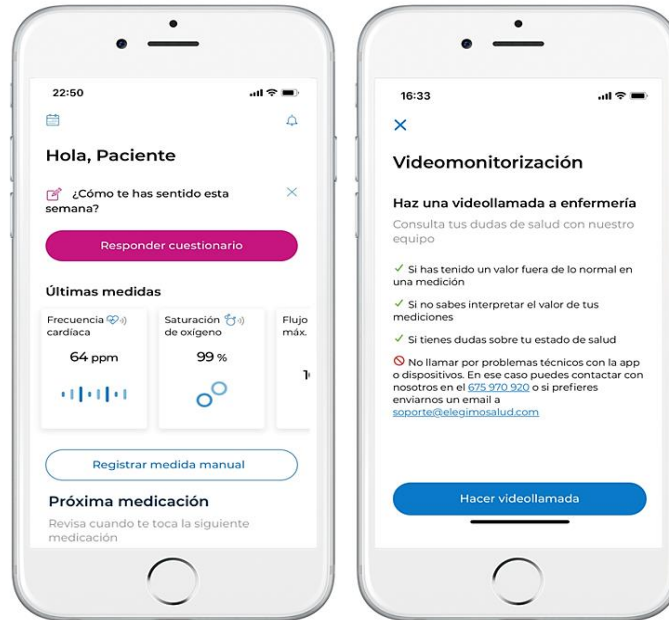 22:50
Hola, Paciente
¿Cómo te has sentido esta
semana?
Responder cuestionario
Últimas medidas
Frecuencia
cardíaca
64 ppm
Saturación
de oxígeno
99 %
Flujo
máx.
Registrar medida manual
Próxima medicación
Revisa cuando te toca la siguiente
medicación
16:33
Videomonitorización
Haz una videollamada a enfermería
Consulta tus dudas de salud con nuestro
equipo
Si has tenido un valor fuera de lo normal en
una medición
Si no sabes interpretar el valor de tus
mediciones
Si tienes dudas sobre tu estado de salud
No llamar por problemas técnicos con la app
o dispositivos. En ese caso puedes contactar con
nosotros en el 675 970 920 o si prefieres
enviarnos un email a
soporte@elegimosalud.com
Hacer videollamada